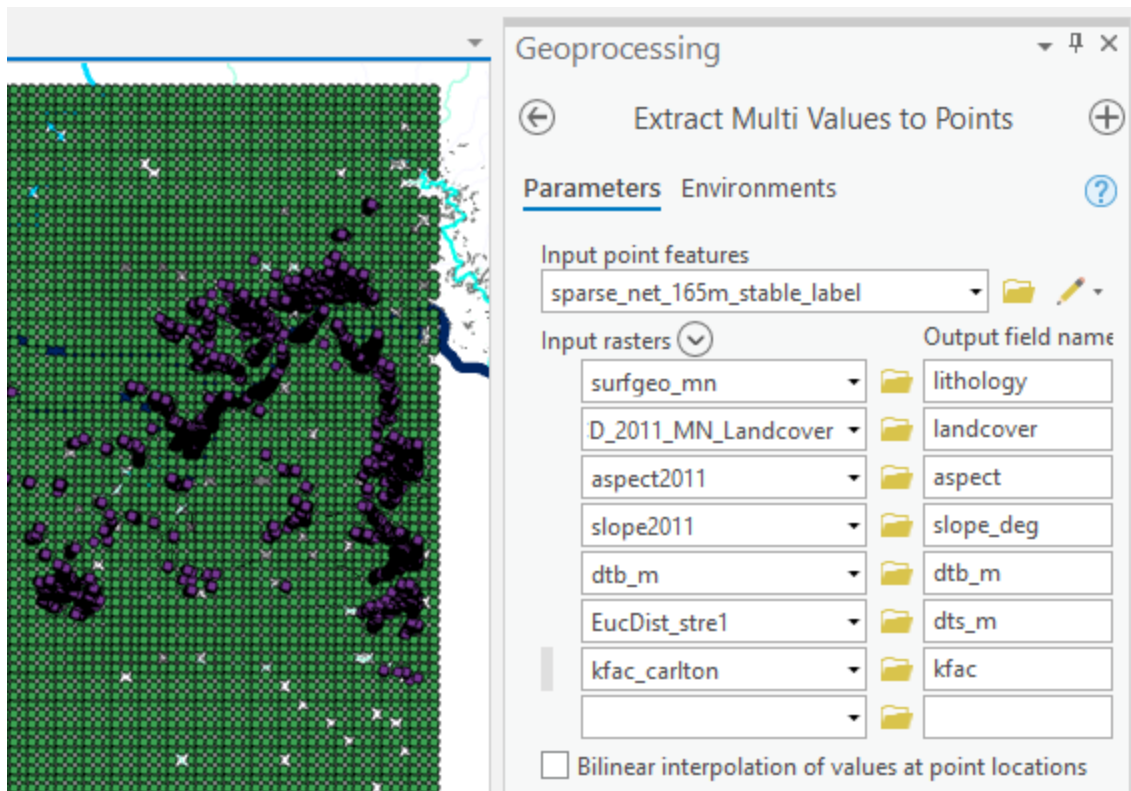 Geoprocessing
Extract Multi Values to Points
Parameters Environments
Input point features
sparse_net_165m_stable_label
Input rasters Output field name
surfgeo_mn lithology
:D_2011_MN_Landcover landcover
aspect2011 aspect
slope2011 slope_deg
dtb_m dtb_m
EucDist_stre1 dts_m
kfac_carlton kfac
Bilinear interpolation of values at point locations